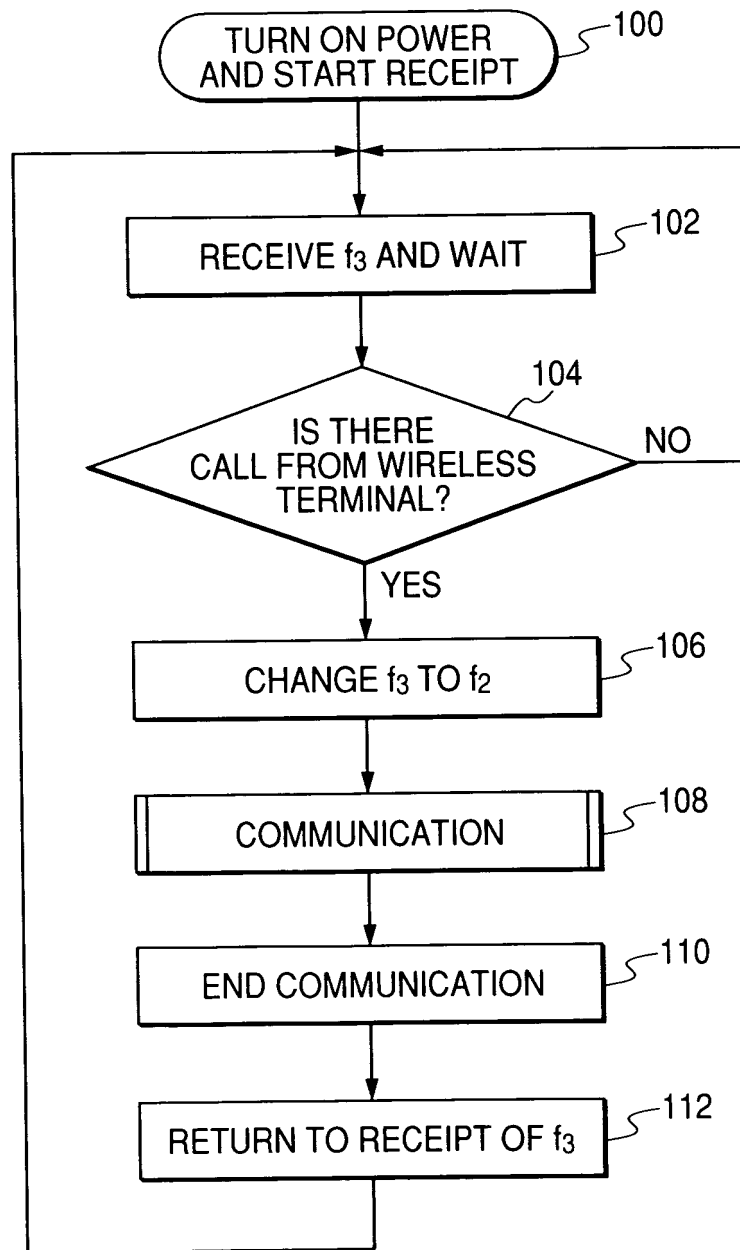 TURN ON POWER
AND START RECEIPT
100
RECEIVE f₃ AND WAIT
102
104
IS THERE
CALL FROM WIRELESS
TERMINAL?
NO
YES
CHANGE f₃ TO f₂
106
COMMUNICATION
108
END COMMUNICATION
110
RETURN TO RECEIPT OF f₃
112